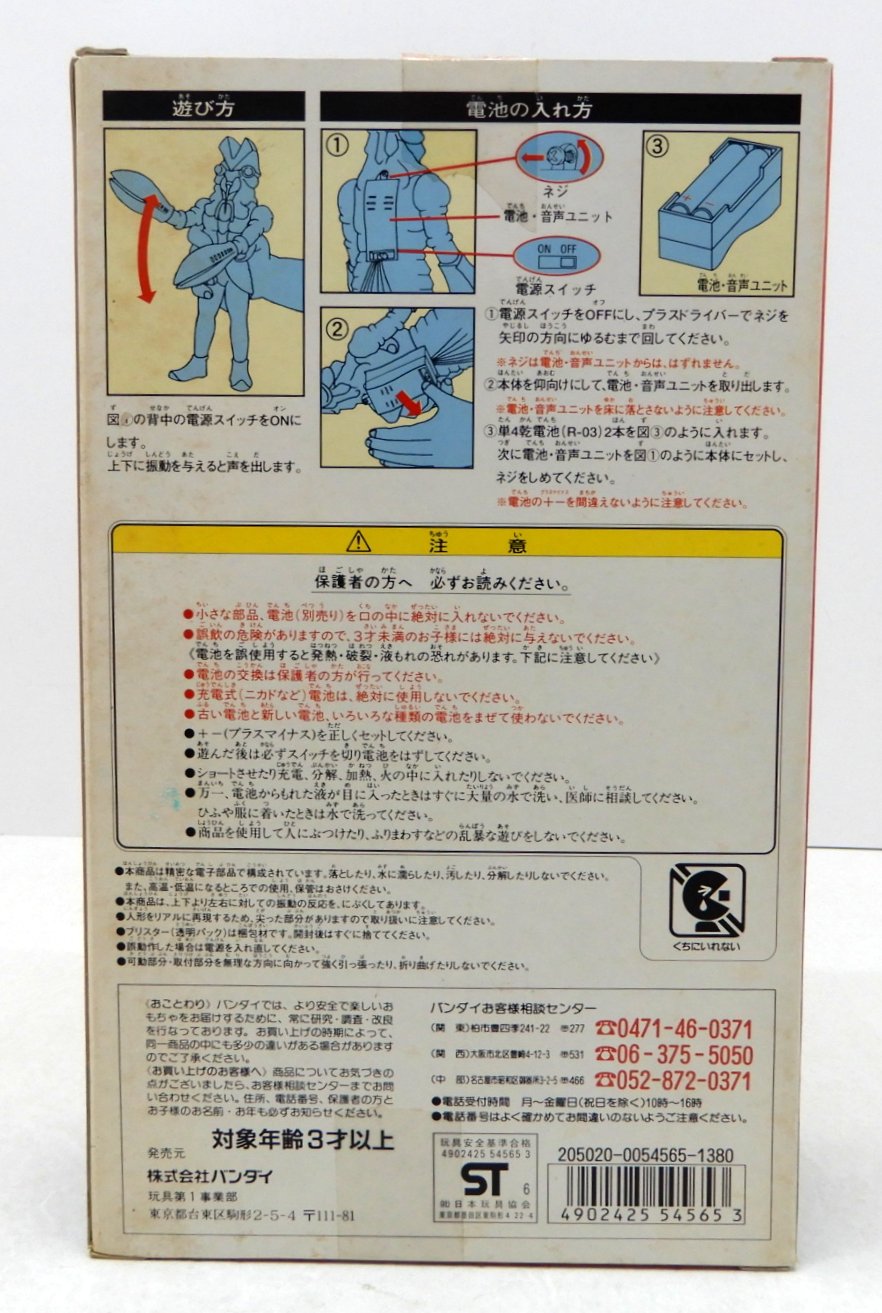 遊び方
図①の背中の電源スイッチをONに
します。
上下に振動を与えると声を出します。
電池の入れ方
①
ネジ
電池・音声ユニット
ON OFF
電源スイッチ
②
③
電池・音声ユニット
①電源スイッチをOFFにし、プラスドライバーでネジを
矢印の方向にゆるむまで回してください。
※ネジは電池・音声ユニットからは、はずれません。
②本体を仰向けにして、電池・音声ユニットを取り出します。
※電池・音声ユニットを床に落とさないように注意してください。
③単4乾電池(R-03)2本を図③のように入れます。
次に電池・音声ユニットを図①のように本体にセットし、
ネジをしめてください。
※電池の+-を間違えないように注意してください。
注意
保護者の方へ 必ずお読みください。
●小さな部品、電池(別売り)を口の中に絶対に入れないでください。
●誤飲の危険がありますので、3才未満のお子様には絶対に与えないでください。
《電池を誤使用すると発熱・破裂・液もれの恐れがあります。下記に注意してください》
●電池の交換は保護者の方が行ってください。
●充電式(ニカドなど)電池は、絶対に使用しないでください。
●古い電池と新しい電池、いろいろな種類の電池をまぜて使わないでください。
●+-(プラスマイナス)を正しくセットしてください。
●遊んだ後は必ずスイッチを切り電池をはずしてください。
●ショートさせたり充電、分解、加熱、火の中に入れたりしないでください。
●万一、電池からもれた液が目に入ったときはすぐに大量の水で洗い、医師に相談してください。
ひふや服に着いたときは水で洗ってください。
●商品を使用して人にぶつけたり、ふりまわすなどの乱暴な遊びをしないでください。
●本商品は精密な電子部品で構成されています。落としたり、水に濡らしたり、汚したり、分解したりしないでください。
また、高温・低温になるところでの使用、保管はおさけください。
●本商品は、上下より左右に対しての振動の反応を、にぶくしてあります。
●人形をリアルに再現するため、尖った部分がありますので取り扱いに注意してください。
●ブリスター(透明パック)は梱包材です。開封後はすぐに捨ててください。
●誤動作した場合は電源を入れ直してください。
●可動部分・取付部分を無理な方向に向かって強く引っ張ったり、折り曲げたりしないでください。
くちにいれない
〈おことわり〉バンダイでは、より安全で楽しいお
もちゃをお届けするために、常に研究・調査・改良
を行なっております。お買い上げの時期によって、
同一商品の中にも多少の違いがある場合があります
のでご了承ください。
〈お買い上げのお客様へ〉商品についてお気づきの
点がございましたら、お客様相談センターまでお問
い合わせください。住所、電話番号、保護者の方と
お子様のお名前・お年も必ずお知らせください。
対象年齢3才以上
発売元
株式会社バンダイ
玩具第1事業部
東京都台東区駒形2-5-4 〒111-81
バンダイお客様相談センター
(関 東)柏市豊四季241-22 〒277 ☎0471-46-0371
(関 西)大阪市北区豊崎4-12-3 〒531 ☎06-375-5050
(中 部)名古屋市昭和区御器所3-2-5 〒466 ☎052-872-0371
●電話受付時間 月〜金曜日(祝日を除く)10時〜16時
●電話番号はよく確かめてお間違いのないようご注意ください。
玩具安全基準合格
4902425 54565 3
ST 6
㈳日本玩具協会
東京都墨田区東駒形4-22-4
205020-0054565-1380
4 902425 545653